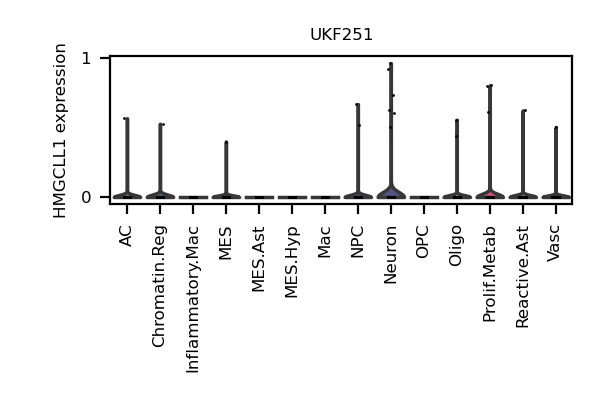 UKF251
HMGCLL1 expression
1
0
AC
Chromatin.Reg
Inflammatory.Mac
MES
MES.Ast
MES.Hyp
Mac
NPC
Neuron
OPC
Oligo
Prolif.Metab
Reactive.Ast
Vasc